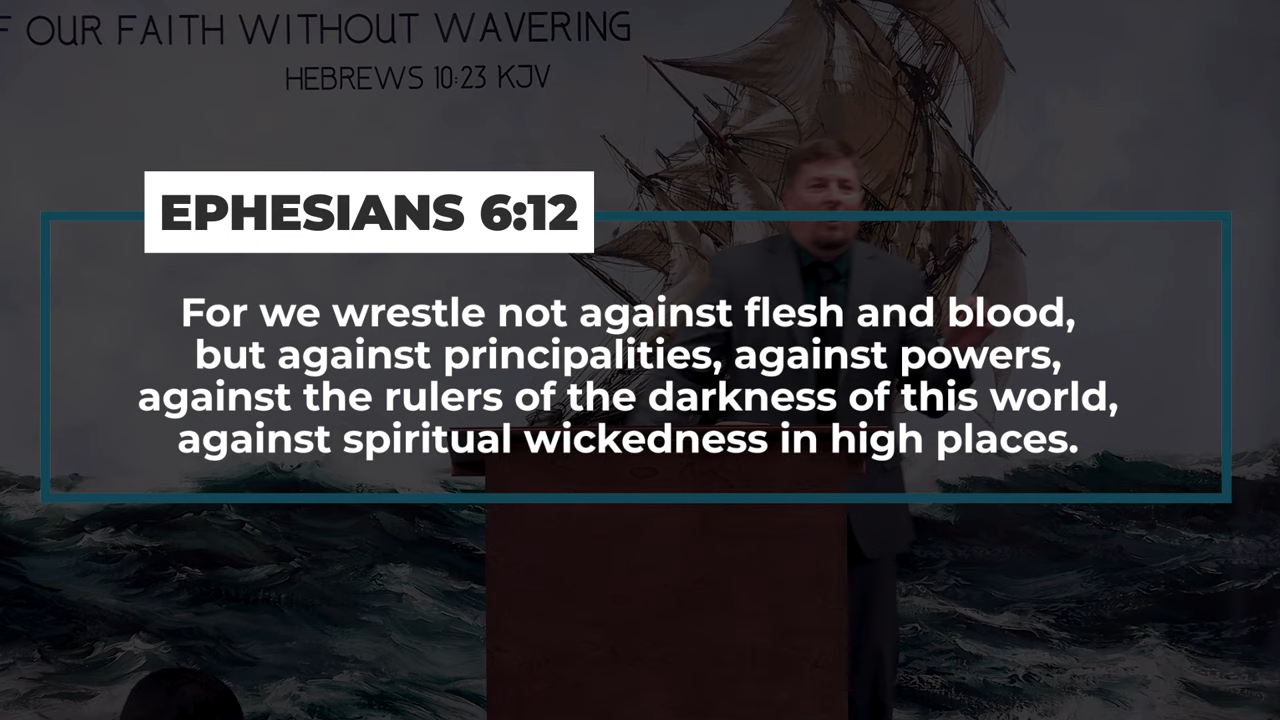 OUR FAITH WITHOUT WAVERING
HEBREWS 10:23 KJV
EPHESIANS 6:12
For we wrestle not against flesh and blood,
but against principalities, against powers,
against the rulers of the darkness of this world,
against spiritual wickedness in high places.